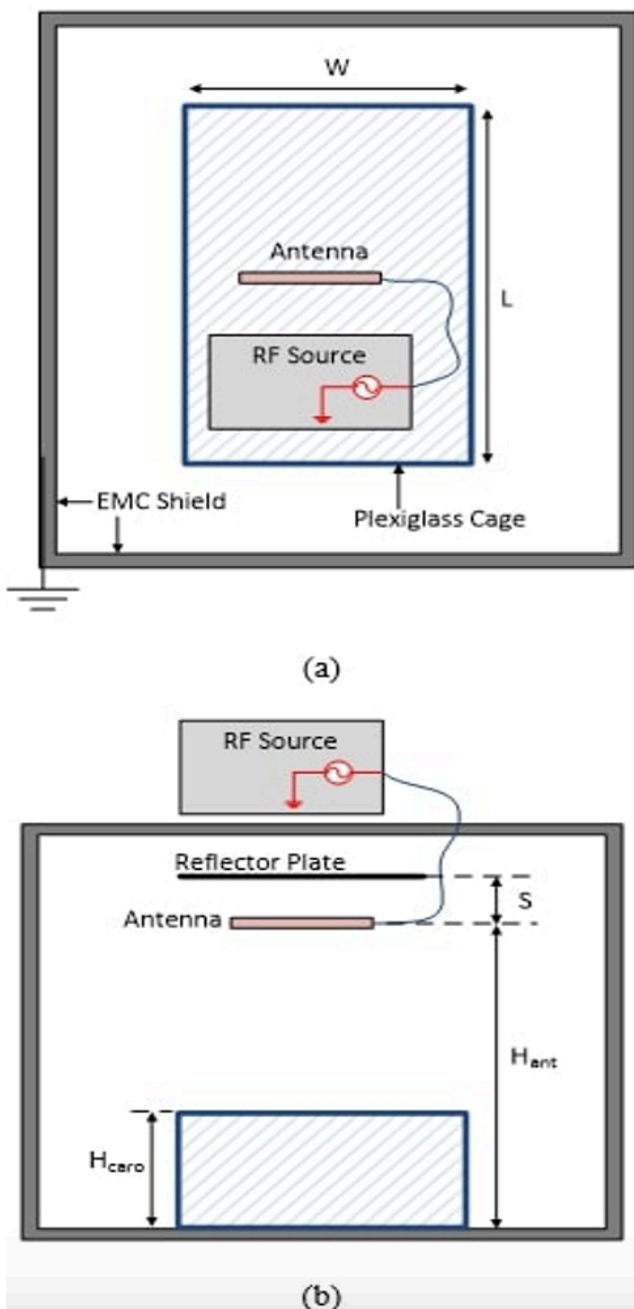 W
Antenna
L
RF Source
EMC Shield
Plexiglass Cage
(a)
RF Source
Reflector Plate
S
Antenna
Hant
Hcaro
(b)